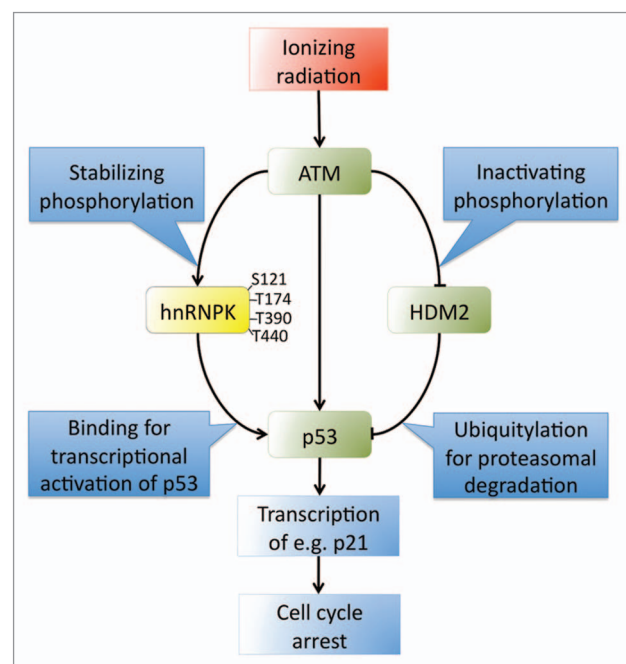 Ionizing
radiation
Stabilizing
phosphorylation
ATM
Inactivating
phosphorylation
hnRNPK
S121
T174
T390
T440
HDM2
Binding for
transcriptional
activation of p53
p53
Ubiquitylation
for proteasomal
degradation
Transcription
of e.g. p21
Cell cycle
arrest